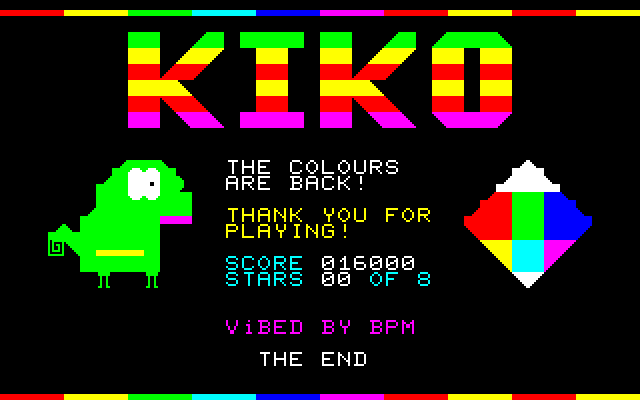 KIKO
THE COLOURS
ARE BACK!
THANK YOU FOR
PLAYING!
SCORE 016000
STARS 00 OF 8
ViBED BY BPM
THE END